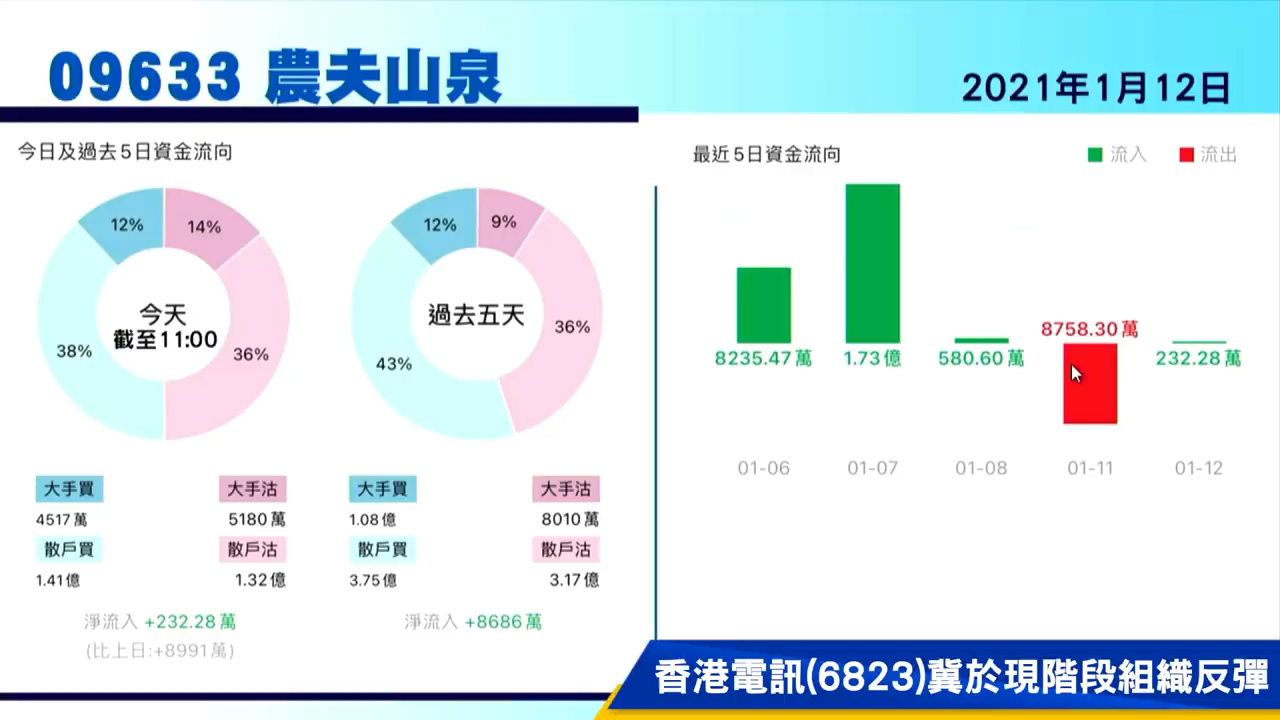 09633 農夫山泉
2021年1月12日
今日及過去5日資金流向
12%
14%
38%
36%
今天
截至11:00
12%
9%
43%
36%
過去五天
大手買
大手沽
4517萬
5180萬
散戶買
散戶沽
1.41億
1.32億
淨流入 +232.28萬
(比上日:+8991萬)
大手買
大手沽
1.08億
8010萬
散戶買
散戶沽
3.75億
3.17億
淨流入 +8686萬
最近5日資金流向
流入
流出
8235.47萬
1.73億
580.60萬
8758.30萬
232.28萬
01-06
01-07
01-08
01-11
01-12
香港電訊(6823)冀於現階段組織反彈